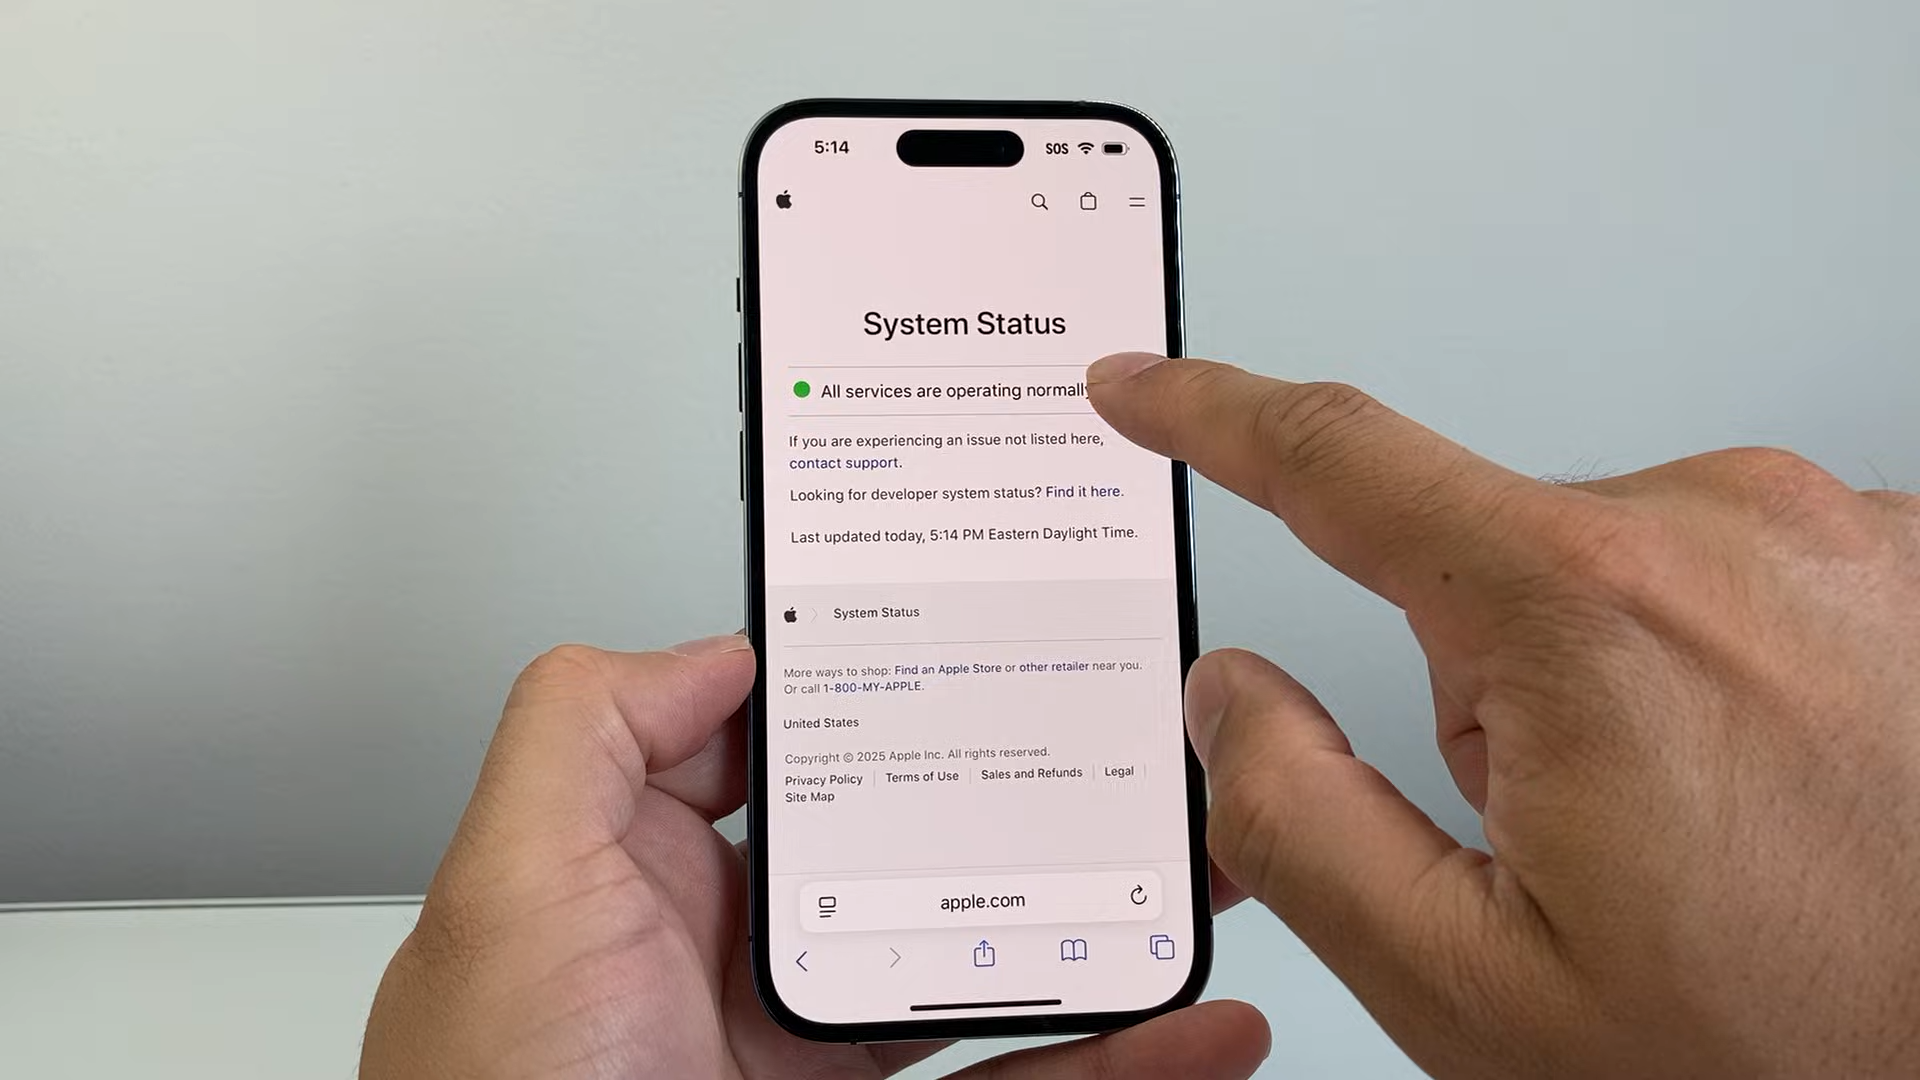 5:14 SOS
System Status
All services are operating normally
If you are experiencing an issue not listed here,
contact support.
Looking for developer system status? Find it here.
Last updated today, 5:14 PM Eastern Daylight Time.
System Status
More ways to shop: Find an Apple Store or other retailer near you.
Or call 1-800-MY-APPLE.
United States
Copyright © 2025 Apple Inc. All rights reserved.
Privacy Policy Terms of Use Sales and Refunds Legal
Site Map
apple.com